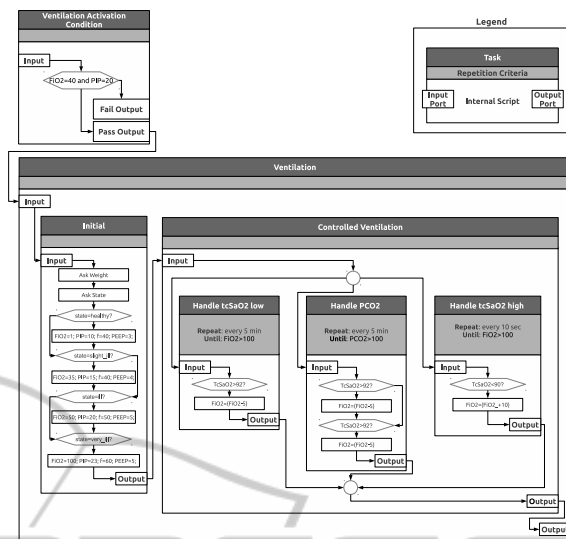 Ventilation Activation
Condition
Input
FiO2=40 and PIP=20
Fail Output
Pass Output
Legend
Task
Repetition Criteria
Input
Port
Internal Script
Output
Port
Ventilation
Input
Initial
Input
Ask Weight
Ask State
state=healthy?
FiO2=1; PIP=10; f=40; PEEP=3;
state=slight_ill?
FiO2=35; PIP=15; f=40; PEEP=4;
state=ill?
FiO2=50; PIP=20; f=50; PEEP=5;
state=very_ill?
FiO2=100; PIP=23; f=60; PEEP=5;
Output
Controlled Ventilation
Input
Handle tcSaO2 low
Repeat: every 5 min
Until: FiO2>100
Input
TcSaO2>92?
FiO2=(FiO2-5)
Output
Handle PCO2
Repeat: every 5 min
Until: PCO2>100
Input
TcSaO2>92?
FiO2=(FiO2-5)
TcSaO2>92?
FiO2=(FiO2-5)
Output
Handle tcSaO2 high
Repeat: every 10 sec
Until: FiO2>100
Input
TcSaO2<90?
FiO2=(FiO2_+10)
Output
Output
Output